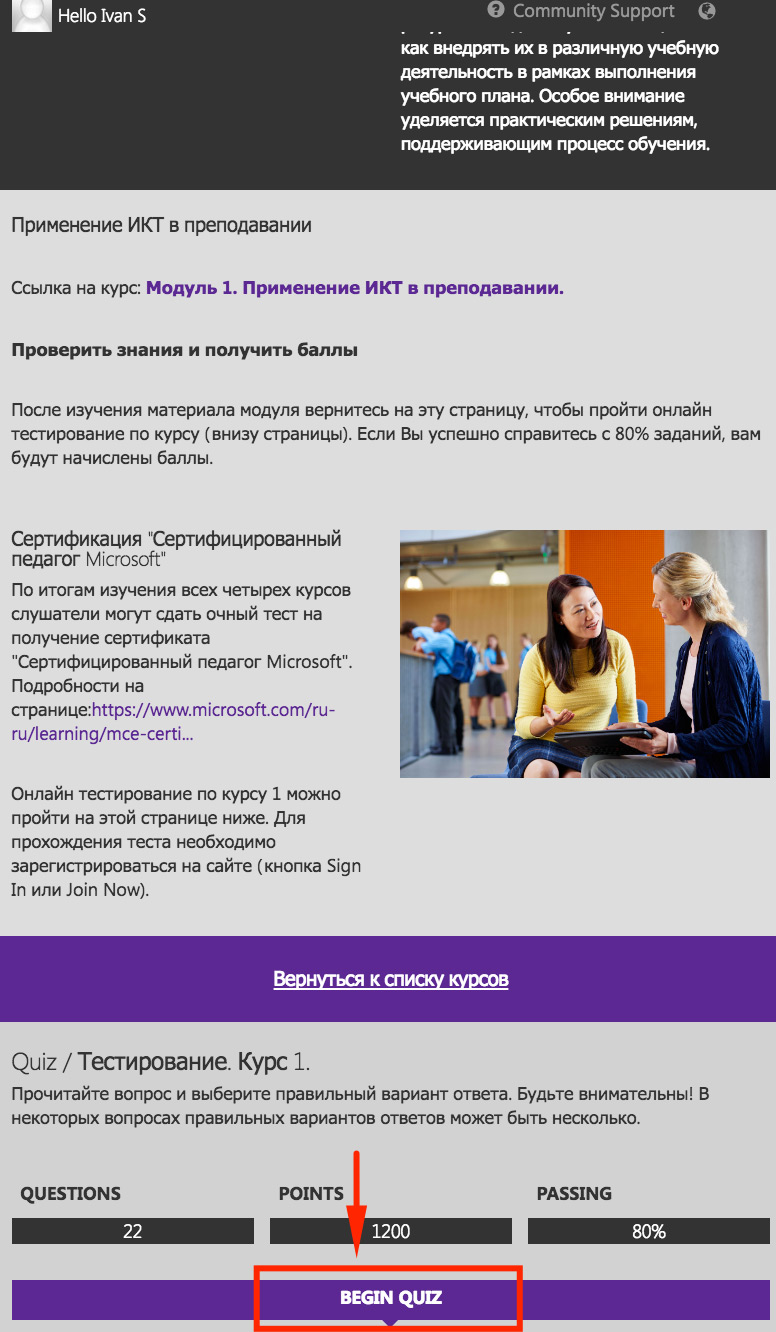 Hello Ivan S
Community Support
как внедрять их в различную учебную
деятельность в рамках выполнения
учебного плана. Особое внимание
уделяется практическим решениям,
поддерживающим процесс обучения.
Применение ИКТ в преподавании
Ссылка на курс: Модуль 1. Применение ИКТ в преподавании.
Проверить знания и получить баллы
После изучения материала модуля вернитесь на эту страницу, чтобы пройти онлайн
тестирование по курсу (внизу страницы). Если Вы успешно справитесь с 80% заданий, вам
будут начислены баллы.
Сертификация "Сертифицированный
педагог Microsoft"
По итогам изучения всех четырех курсов
слушатели могут сдать очный тест на
получение сертификата
"Сертифицированный педагог Microsoft".
Подробности на
странице:https://www.microsoft.com/ru-
ru/learning/mce-certi...
Онлайн тестирование по курсу 1 можно
пройти на этой странице ниже. Для
прохождения теста необходимо
зарегистрироваться на сайте (кнопка Sign
In или Join Now).
Вернуться к списку курсов
Quiz / Тестирование. Курс 1.
Прочитайте вопрос и выберите правильный вариант ответа. Будьте внимательны! В
некоторых вопросах правильных вариантов ответов может быть несколько.
QUESTIONS POINTS PASSING
22 1200 80%
BEGIN QUIZ